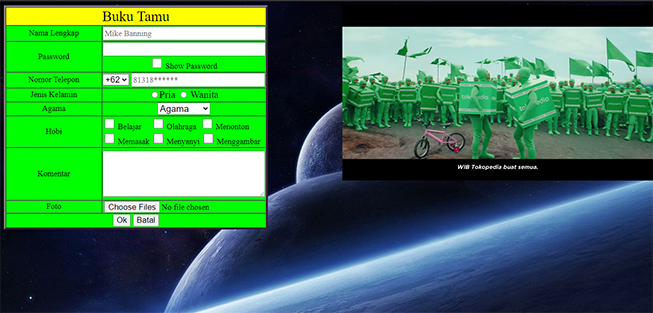 Buku Tamu
Nama Lengkap
Mike Banning
Password
Show Password
Nomor Telepon
+62
81318******
Jenis Kelamin
Pria
Wanita
Agama
Agama
Hobi
Belajar
Olahraga
Menonton
Memasak
Menyanyi
Menggambar
Komentar
Foto
Choose Files
No file chosen
Ok
Batal
tokopedia
WIB Tokopedia buat semua.